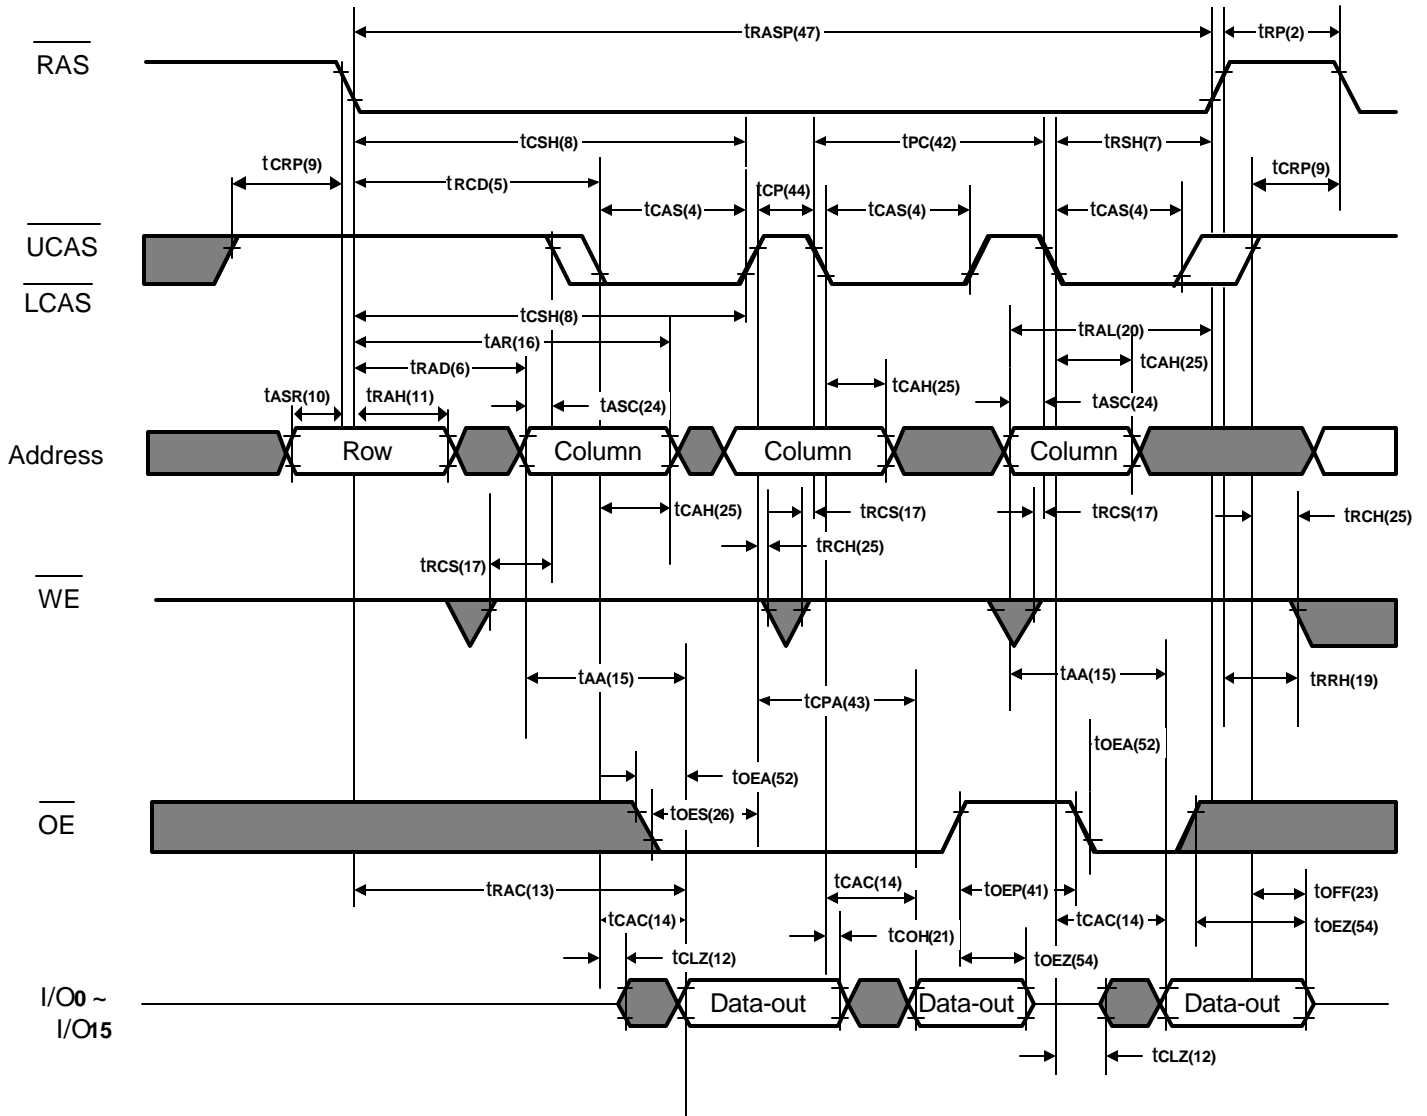 tRASP(47)
tRP(2)
RAS
tCSH(8)
tPC(42)
tRSH(7)
tCRP(9)
tRCD(5)
tCP(44)
tCRP(9)
tCAS(4)
tCAS(4)
tCAS(4)
UCAS
LCAS
tCSH(8)
tRAL(20)
tAR(16)
tRAD(6)
tCAH(25)
tCAH(25)
tASR(10)
tRAH(11)
tASC(24)
tASC(24)
Address
Row
Column
Column
Column
tCAH(25)
tRCS(17)
tRCS(17)
tRCH(25)
tRCH(25)
tRCS(17)
WE
tAA(15)
tAA(15)
tRRH(19)
tCPA(43)
tOEA(52)
tOEA(52)
OE
tOES(26)
tRAC(13)
tCAC(14)
tOEP(41)
tOFF(23)
tCAC(14)
tCAC(14)
tOEZ(54)
tCOH(21)
tCLZ(12)
tOEZ(54)
I/O0 ~
I/O15
Data-out
Data-out
Data-out
tCLZ(12)